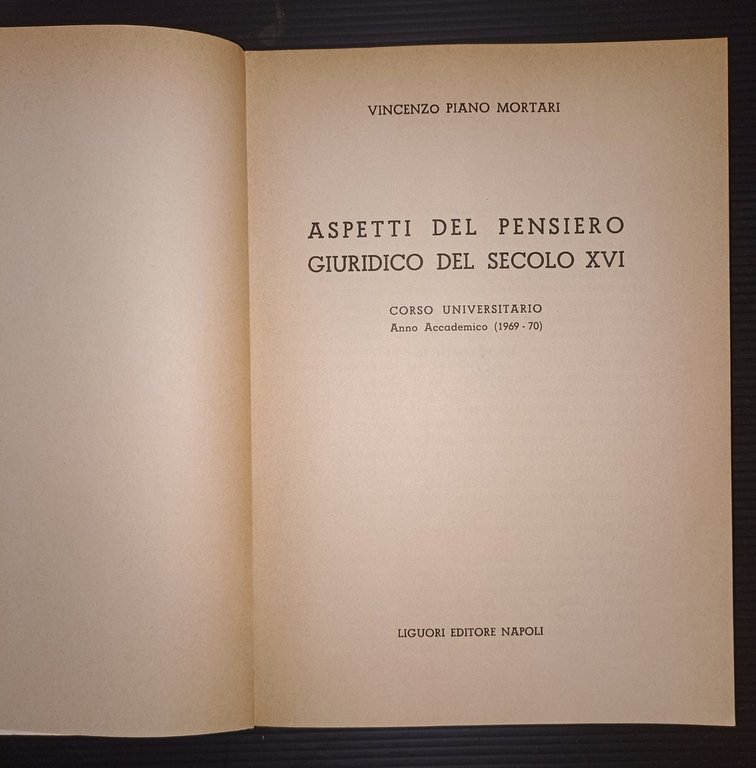 VINCENZO PIANO MORTARI
ASPETTI DEL PENSIERO
GIURIDICO DEL SECOLO XVI
CORSO UNIVERSITARIO
Anno Accademico (1969 - 70)
LIGUORI EDITORE NAPOLI